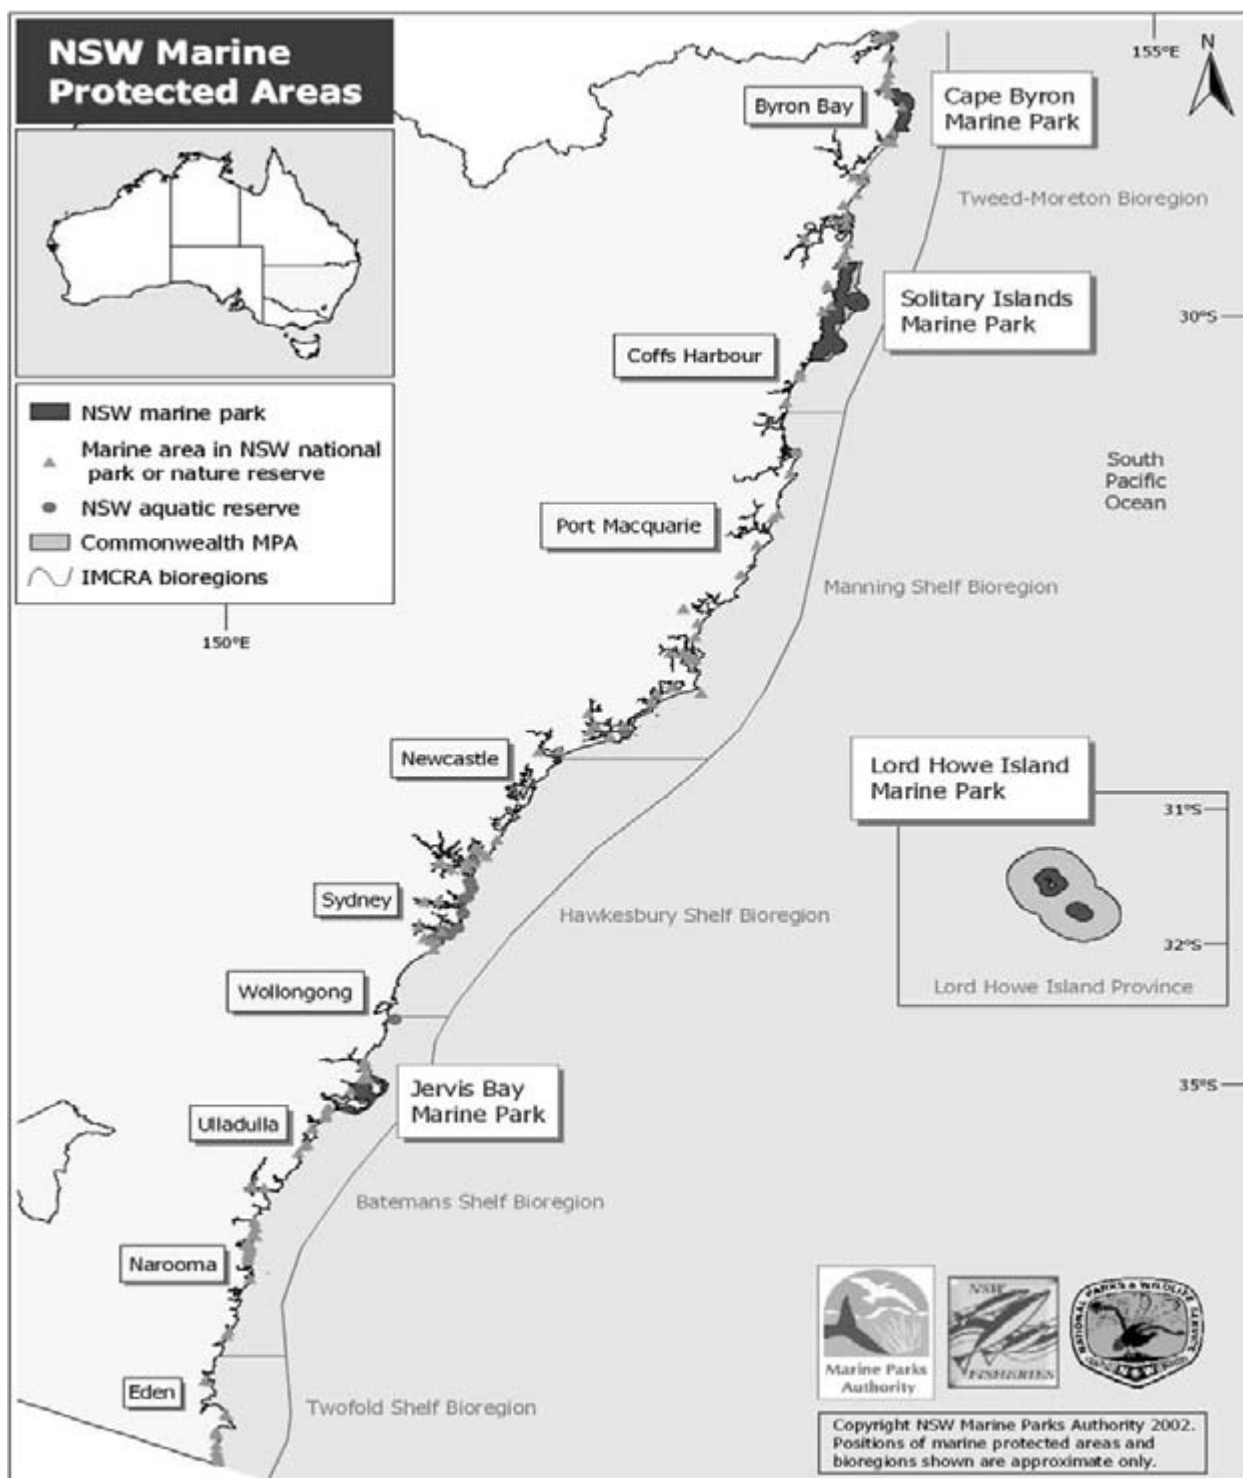 NSW Marine
Protected Areas
155°E
N
Byron Bay
Cape Byron
Marine Park
Tweed-Moreton Bioregion
Solitary Islands
Marine Park
30°S
Coffs Harbour
NSW marine park
Marine area in NSW national
park or nature reserve
NSW aquatic reserve
Commonwealth MPA
IMCRA bioregions
South
Pacific
Ocean
Port Macquarie
Manning Shelf Bioregion
150°E
Newcastle
Lord Howe Island
Marine Park
31°S
32°S
Lord Howe Island Province
Sydney
Hawkesbury Shelf Bioregion
Wollongong
Jervis Bay
Marine Park
35°S
Ulladulla
Batemans Shelf Bioregion
Narooma
Eden
Twofold Shelf Bioregion
Marine Parks
Authority
NSW
FISHERIES
NATIONAL PARKS & WILDLIFE SERVICE
Copyright NSW Marine Parks Authority 2002.
Positions of marine protected areas and
bioregions shown are approximate only.